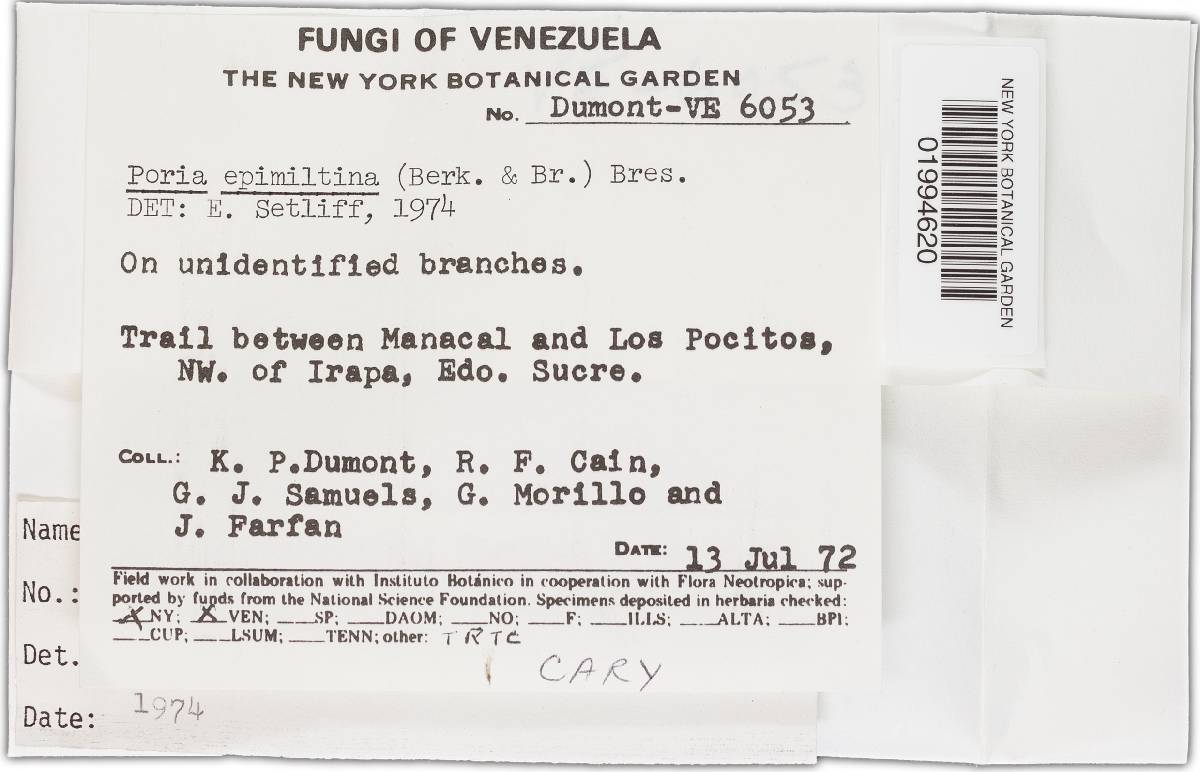 FUNGI OF VENEZUELA
THE NEW YORK BOTANICAL GARDEN
No. Dumont-VE 6053
Poria epimiltina (Berk. & Br.) Bres.
DET: E. Setliff, 1974
On unidentified branches.
Trail between Manacal and Los Pocitos,
NW. of Irapa, Edo. Sucre.
COLL.: K. P.Dumont, R. F. Cain,
G. J. Samuels, G. Morillo and
J. Farfan
DATE: 13 Jul 72
Field work in collaboration with Instituto Botánico in cooperation with Flora Neotropica; sup-
ported by funds from the National Science Foundation. Specimens deposited in herbaria checked:
X NY; X VEN; ___SP; ___DAOM; ___NO; ___F; ___ILLS; ___ALTA; ___BPI;
___CUP; ___LSUM; ___TENN; other: TRTC
CARY
Name
No.:
Det.
Date: 1974
NEW YORK BOTANICAL GARDEN
01994620